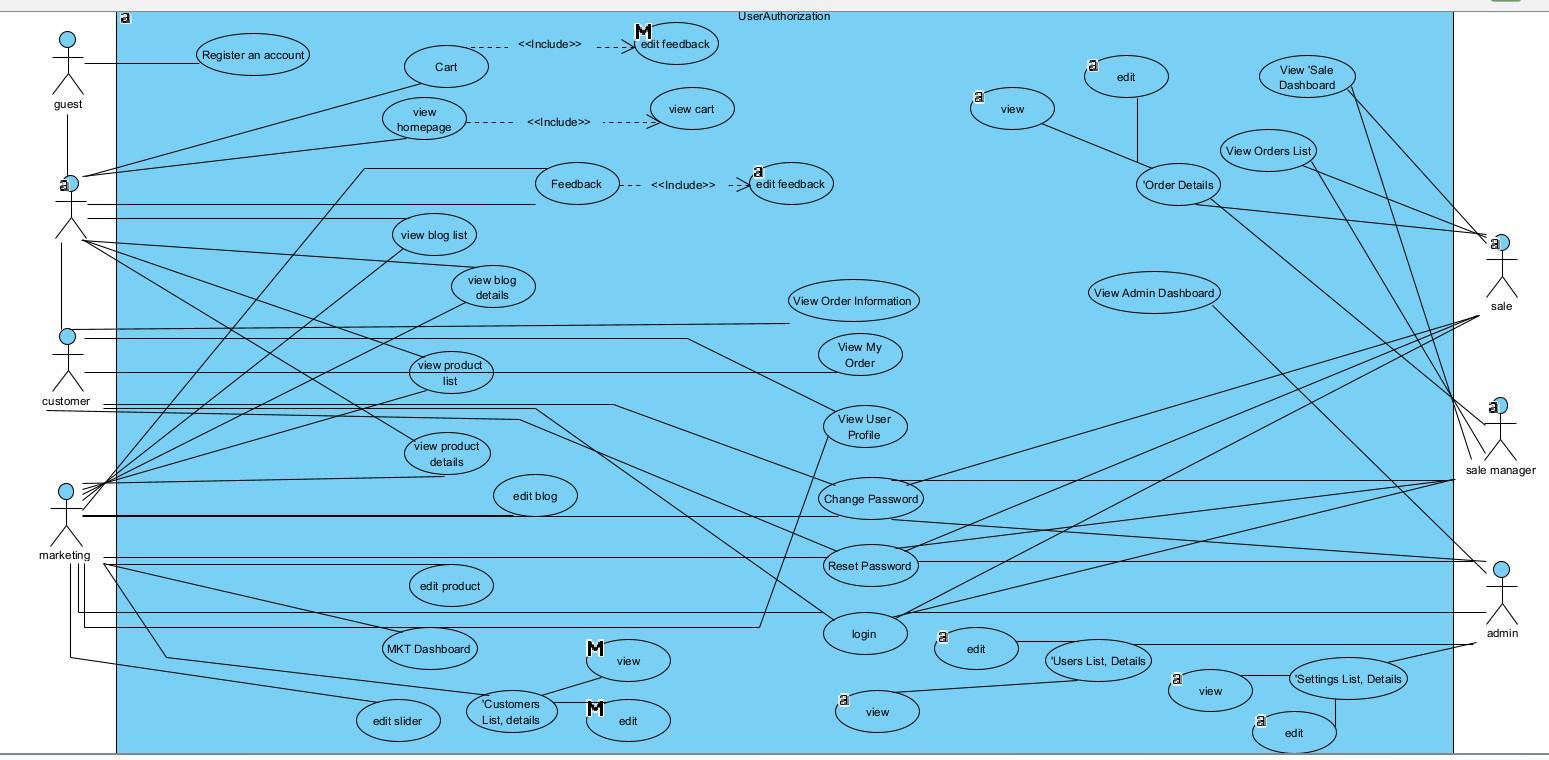 UserAuthorization
a
M
Register an account
Cart
<<Include>>
edit feedback
guest
a
edit
View 'Sale
Dashboard
a
view
view
homepage
<<Include>>
view cart
View Orders List
a
Feedback
<<Include>>
a
edit feedback
'Order Details
view blog list
a
sale
view blog
details
View Order Information
View Admin Dashboard
customer
view product
list
View My
Order
a
sale manager
View User
Profile
view product
details
edit blog
Change Password
marketing
Reset Password
edit product
login
admin
MKT Dashboard
M
view
a
edit
'Users List, Details
a
view
'Settings List, Details
edit slider
'Customers
List, details
M
edit
a
view
a
edit